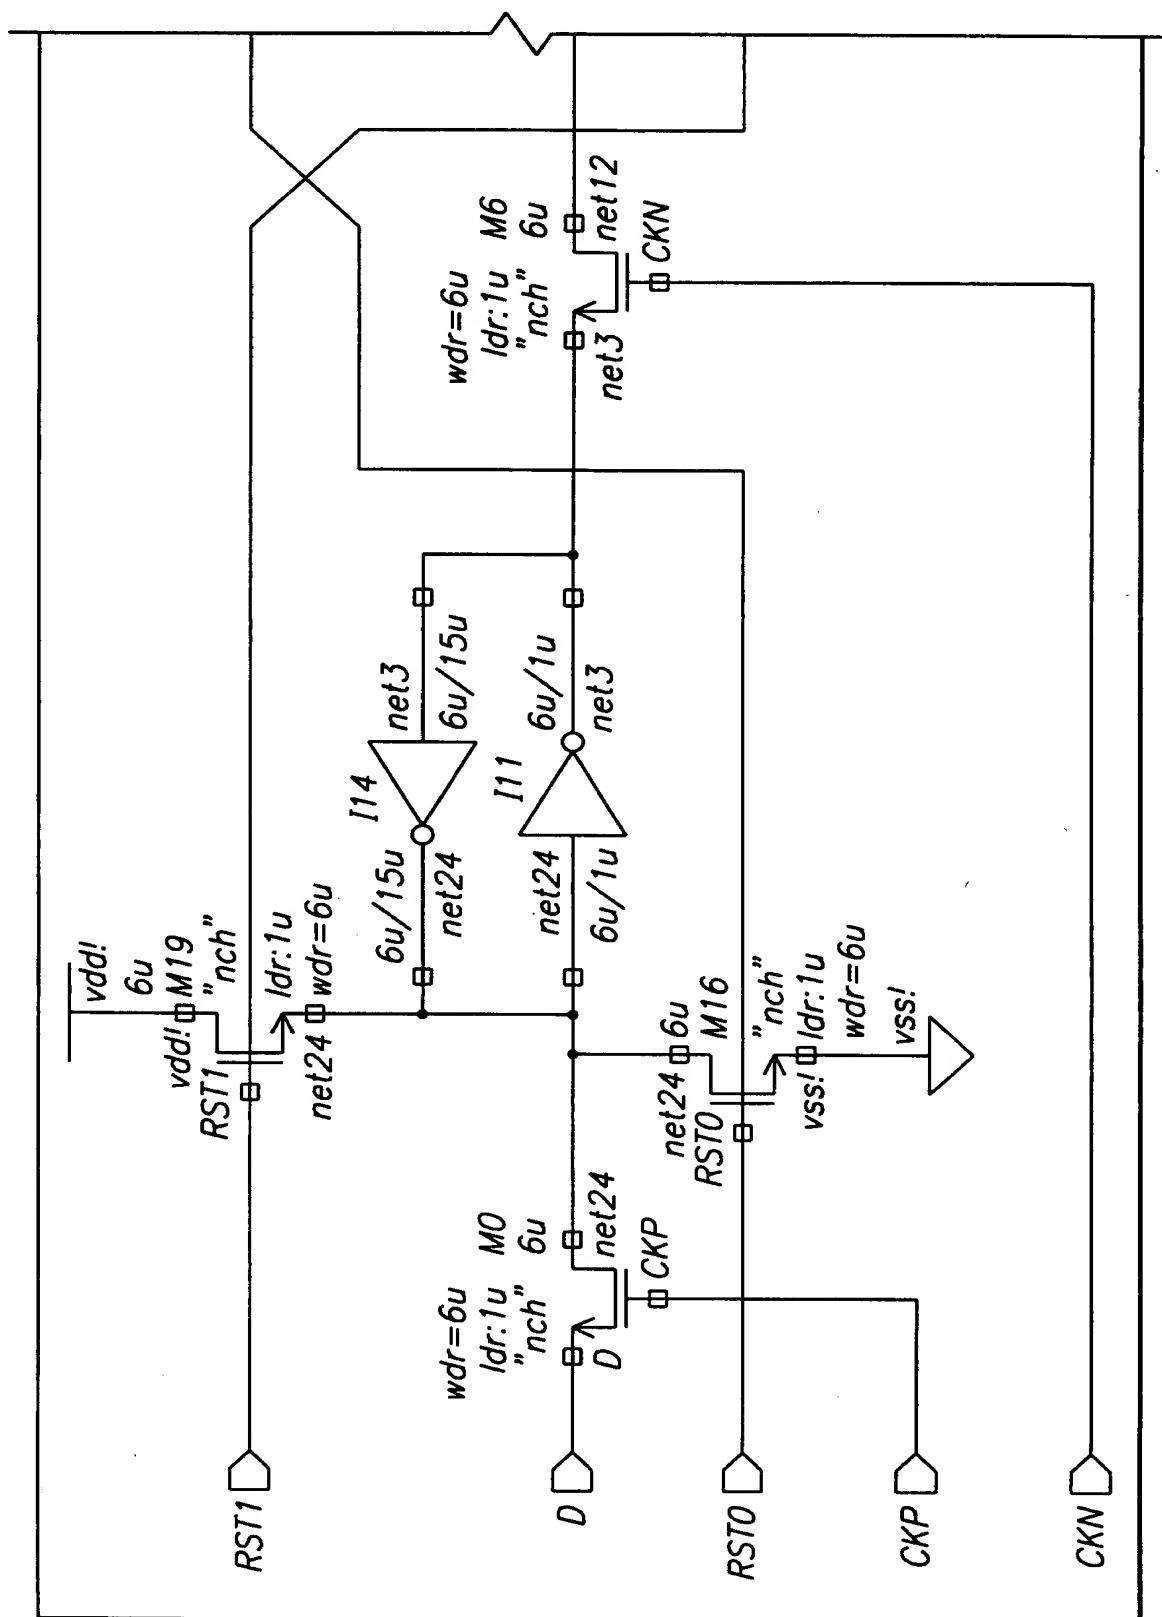 vdd!
6u
M19
"nch"
vdd!
RST1
ldr:1u
wdr=6u
net24
I14
6u/15u
net24
net3
6u/15u
I11
net24
6u/1u
6u/1u
net3
wdr=6u
ldr:1u
"nch"
M6
6u
net3
net12
CKN
wdr=6u
ldr:1u
"nch"
M0
6u
D
net24
CKP
6u
M16
"nch"
net24
RST0
ldr:1u
wdr=6u
vss!
vss!
RST1
D
RST0
CKP
CKN